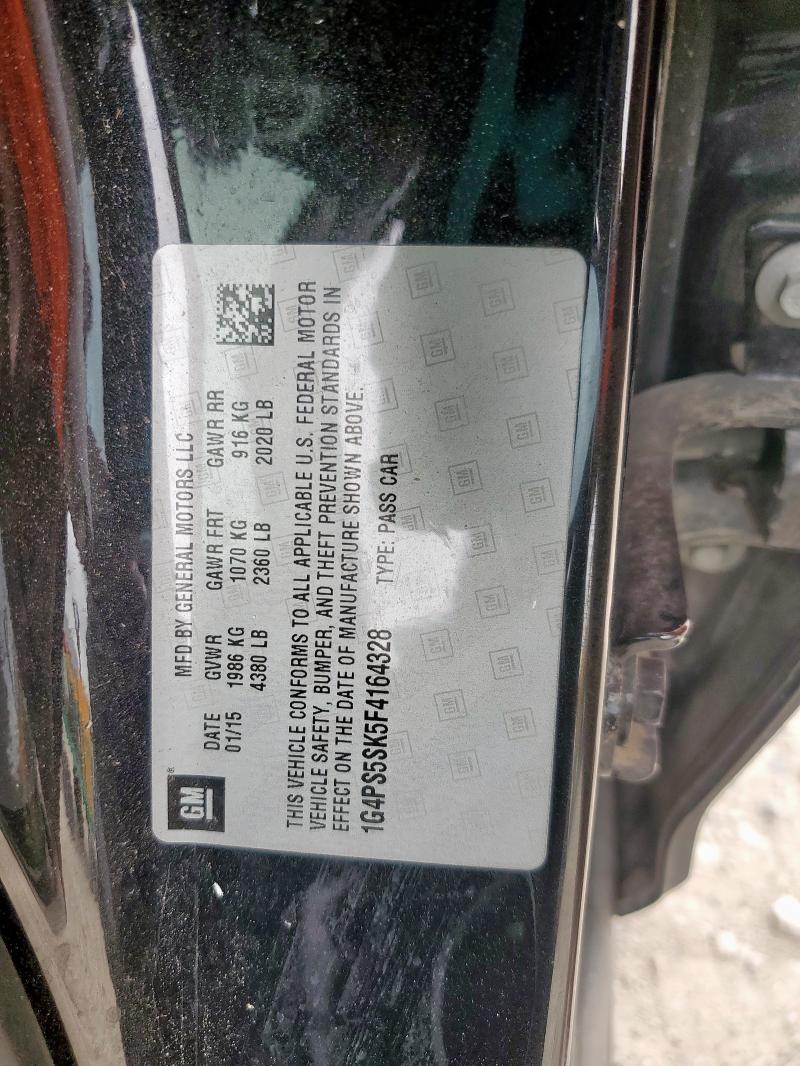 GM®
MFD BY GENERAL MOTORS LLC
DATE GVWR GAWR FRT GAWR RR
01/15 1986 KG 1070 KG 916 KG
4380 LB 2360 LB 2020 LB
THIS VEHICLE CONFORMS TO ALL APPLICABLE U.S. FEDERAL MOTOR
VEHICLE SAFETY, BUMPER, AND THEFT PREVENTION STANDARDS IN
EFFECT ON THE DATE OF MANUFACTURE SHOWN ABOVE.
1G4PS5SK5F4164328 TYPE: PASS CAR